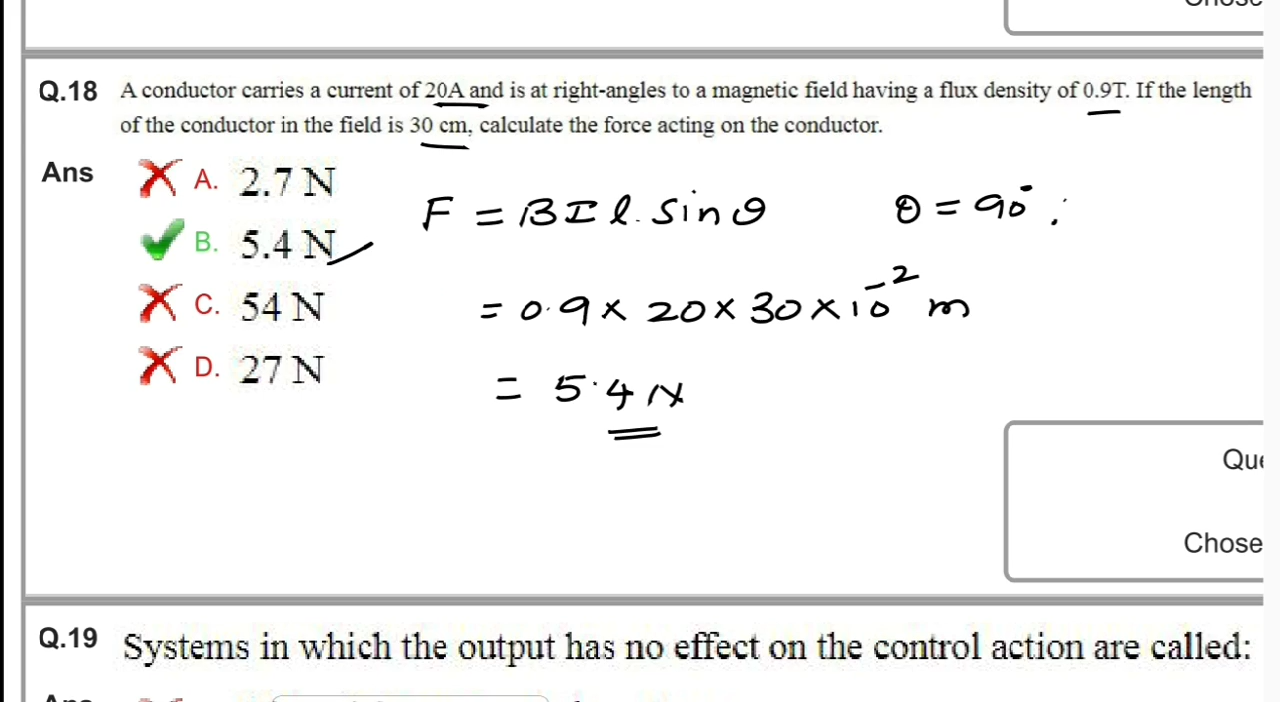 Q.18 A conductor carries a current of 20A and is at right-angles to a magnetic field having a flux density of 0.9T. If the length
of the conductor in the field is 30 cm, calculate the force acting on the conductor.
Ans
A. 2.7 N
B. 5.4 N
C. 54 N
D. 27 N
F = BIl. sinθ θ = 90°
= 0.9 × 20 × 30 × 10⁻² m
= 5.4 N
Chose
Q.19 Systems in which the output has no effect on the control action are called:
Ans